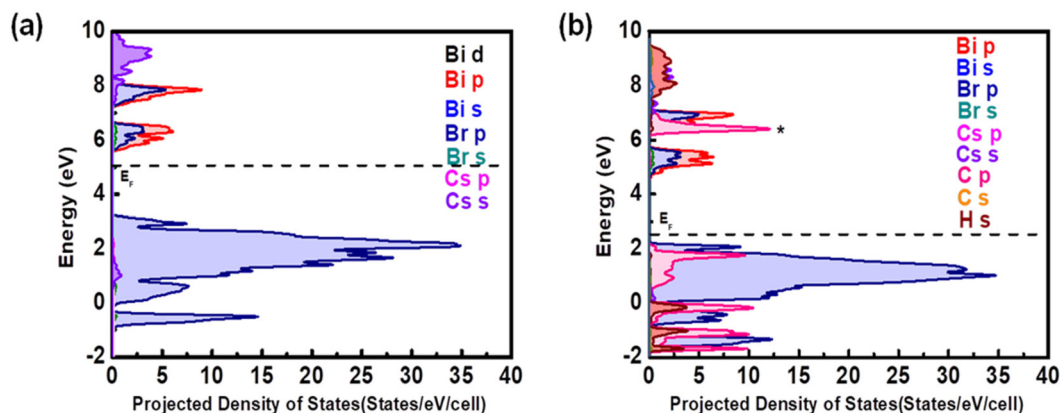 (a)
10
8
6
4
2
0
-2
Energy (eV)
Bi d
Bi p
Bi s
Br p
Br s
Cs p
Cs s
EF
0 5 10 15 20 25 30 35 40
Projected Density of States(States/eV/cell)
(b)
10
8
6
4
2
0
-2
Energy (eV)
Bi p
Bi s
Br p
Br s
Cs p
Cs s
C p
C s
H s
*
EF
0 5 10 15 20 25 30 35 40
Projected Density of States(States/eV/cell)